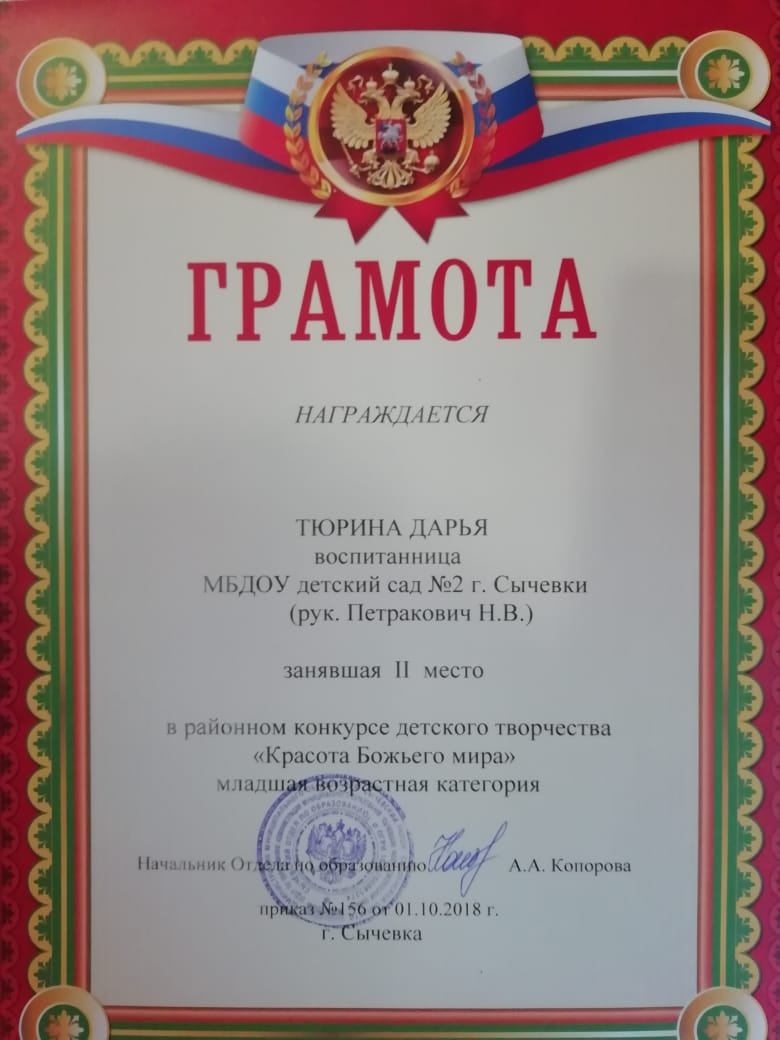 ГРАМОТА
НАГРАЖДАЕТСЯ
ТЮРИНА ДАРЬЯ
воспитанница
МБДОУ детский сад №2 г. Сычевки
(рук. Петракович Н.В.)
занявшая II место
в районном конкурсе детского творчества
«Красота Божьего мира»
младшая возрастная категория
Начальник Отдела по образованию А.А. Копорова
приказ №156 от 01.10.2018 г.
г. Сычевка